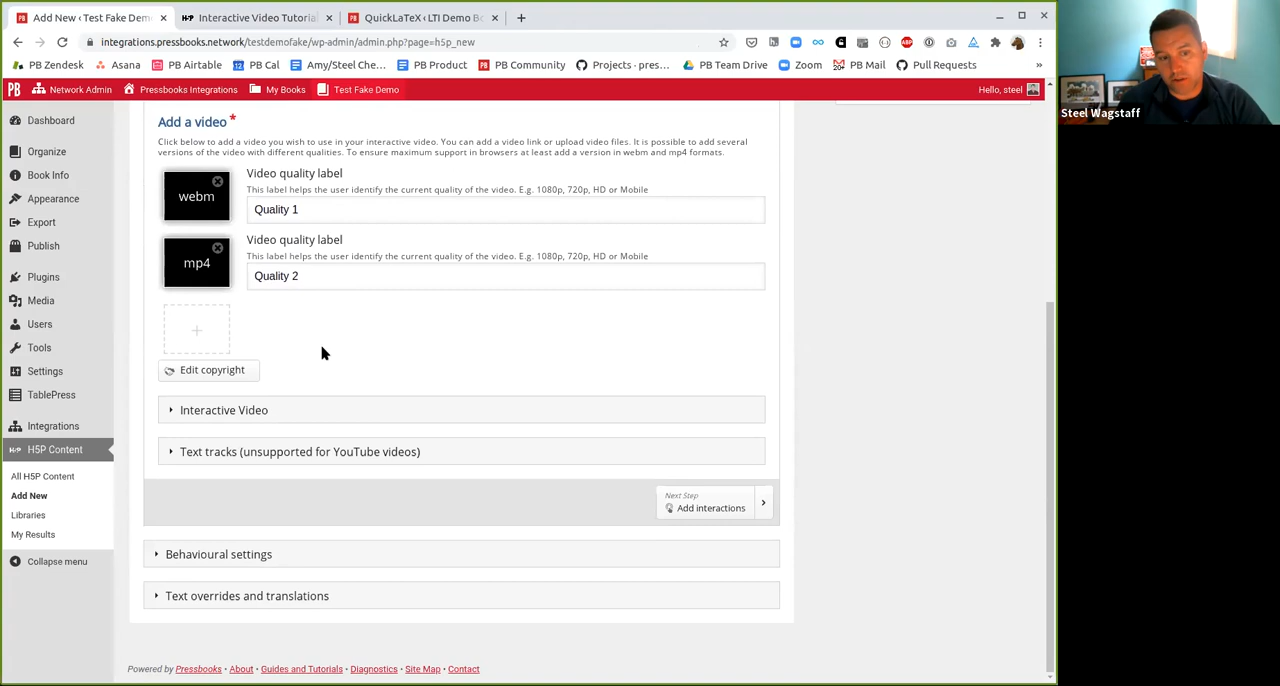 Add New ‹ Test Fake Dem
Interactive Video Tutoria
QuickLaTeX ‹ LTI Demo B
integrations.pressbooks.network/testdemofake/wp-admin/admin.php?page=h5p_new
PB Zendesk
Asana
PB Airtable
PB Cal
Amy/Steel Che…
PB Product
PB Community
Projects · pres…
PB Team Drive
Zoom
PB Mail
Pull Requests
»
PB
Network Admin
Pressbooks Integrations
My Books
Test Fake Demo
Hello, steel
Steel Wagstaff
Dashboard
Organize
Book Info
Appearance
Export
Publish
Plugins
Media
Users
Tools
Settings
TablePress
Integrations
H5P Content
All H5P Content
Add New
Libraries
My Results
Collapse menu
Add a video *
Click below to add a video you wish to use in your interactive video. You can add a video link or upload video files. It is possible to add several
versions of the video with different qualities. To ensure maximum support in browsers at least add a version in webm and mp4 formats.
webm
Video quality label
This label helps the user identify the current quality of the video. E.g. 1080p, 720p, HD or Mobile
Quality 1
mp4
Video quality label
This label helps the user identify the current quality of the video. E.g. 1080p, 720p, HD or Mobile
Quality 2
+
Edit copyright
Interactive Video
Text tracks (unsupported for YouTube videos)
Next Step
Add interactions
Behavioural settings
Text overrides and translations
Powered by Pressbooks • About • Guides and Tutorials • Diagnostics • Site Map • Contact